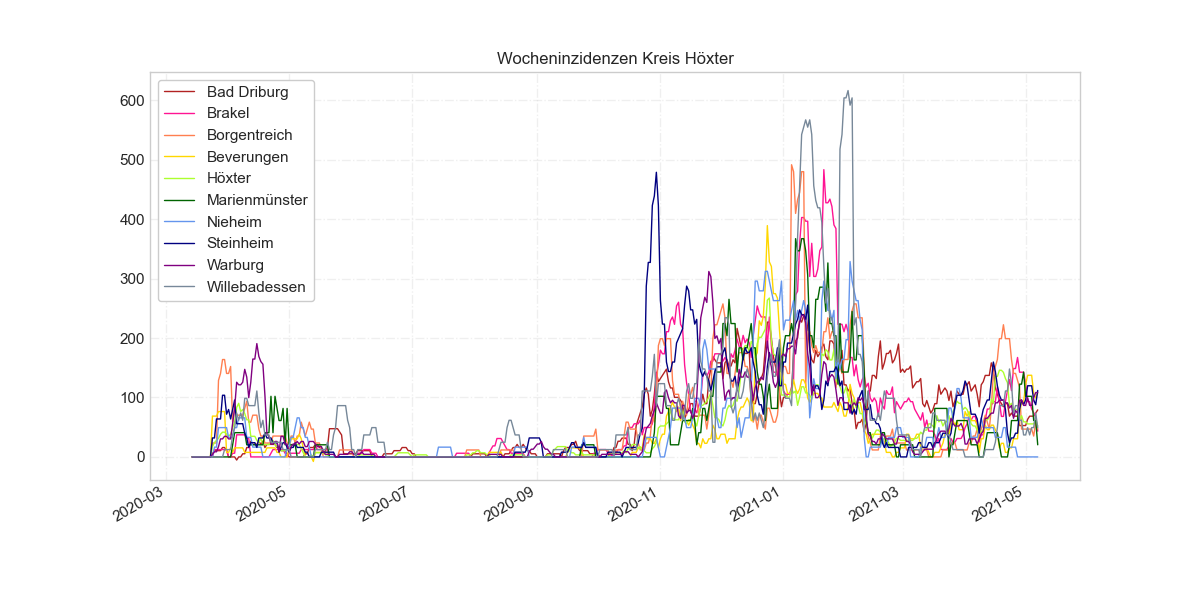 Wocheninzidenzen Kreis Höxter
600
500
400
300
200
100
0
Bad Driburg
Brakel
Borgentreich
Beverungen
Höxter
Marienmünster
Nieheim
Steinheim
Warburg
Willebadessen
2020-03
2020-05
2020-07
2020-09
2020-11
2021-01
2021-03
2021-05